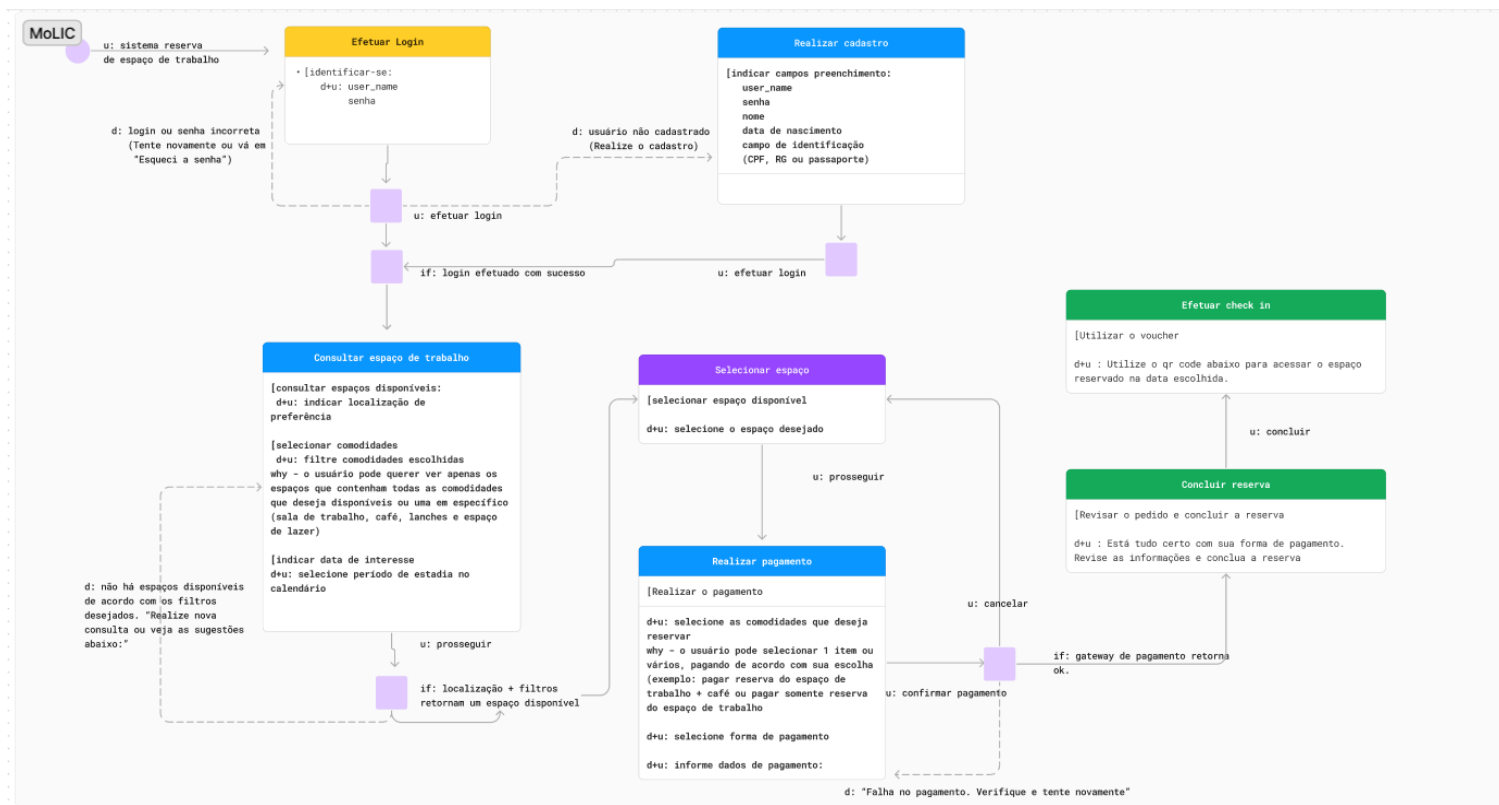 MoLIC
u: sistema reserva
de espaço de trabalho
Efetuar Login
• [identificar-se:
d+u: user_name
senha
d: login ou senha incorreta
(Tente novamente ou vá em
"Esqueci a senha")
u: efetuar login
d: usuário não cadastrado
(Realize o cadastro)
Realizar cadastro
[indicar campos preenchimento:
user_name
senha
nome
data de nascimento
campo de identificação
(CPF, RG ou passaporte)
if: login efetuado com sucesso
u: efetuar login
Consultar espaço de trabalho
[consultar espaços disponíveis:
d+u: indicar localização de
preferência
[selecionar comodidades
d+u: filtre comodidades escolhidas
why - o usuário pode querer ver apenas os
espaços que contenham todas as comodidades
que deseja disponíveis ou uma em específico
(sala de trabalho, café, lanches e espaço
de lazer)
[indicar data de interesse
d+u: selecione período de estadia no
calendário
d: não há espaços disponíveis
de acordo com os filtros
desejados. "Realize nova
consulta ou veja as sugestões
abaixo:"
u: prosseguir
if: localização + filtros
retornam um espaço disponível
Selecionar espaço
[selecionar espaço disponível
d+u: selecione o espaço desejado
u: prosseguir
Realizar pagamento
[Realizar o pagamento
d+u: selecione as comodidades que deseja
reservar
why - o usuário pode selecionar 1 item ou
vários, pagando de acordo com sua escolha
(exemplo: pagar reserva do espaço de
trabalho + café ou pagar somente reserva
do espaço de trabalho
d+u: selecione forma de pagamento
d+u: informe dados de pagamento:
u: cancelar
u: confirmar pagamento
d: "Falha no pagamento. Verifique e tente novamente"
if: gateway de pagamento retorna
ok.
Efetuar check in
[Utilizar o voucher
d+u : Utilize o qr code abaixo para acessar o espaço
reservado na data escolhida.
u: concluir
Concluir reserva
[Revisar o pedido e concluir a reserva
d+u : Está tudo certo com sua forma de pagamento.
Revise as informações e conclua a reserva